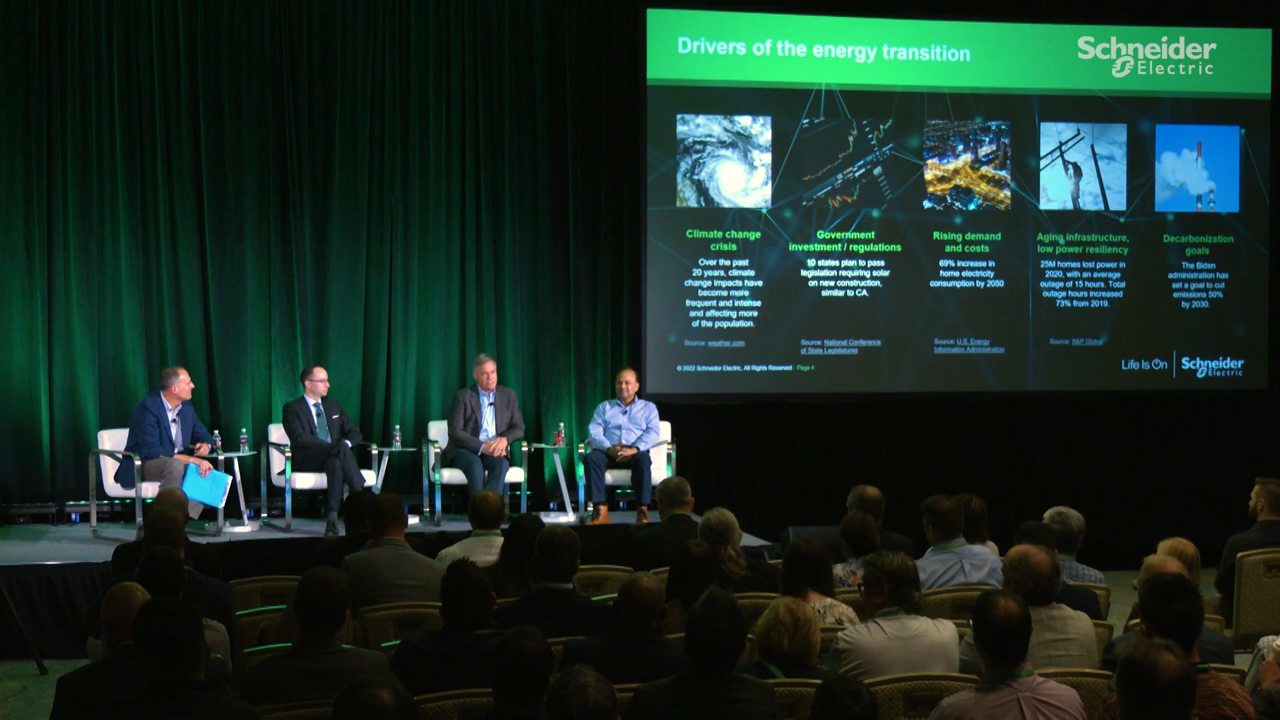 Drivers of the energy transition
Schneider
Electric
Climate change
crisis
Over the past
20 years, climate
change impacts have
become more
frequent and intense
and affecting more
of the population.
Source: weather.com
Government
investment / regulations
10 states plan to pass
legislation requiring solar
on new construction,
similar to CA.
Source: National Conference
of State Legislatures
Rising demand
and costs
69% increase in
home electricity
consumption by 2050
Source: U.S. Energy
Information Administration
Aging infrastructure,
low power resiliency
25M homes lost power in
2020, with an average
outage of 13 hours. Total
outage hours increased
73% from 2019.
Source: S&P Global
Decarbonization
goals
The Biden
administration has
set a goal to cut
emissions 50%
by 2030.
© 2022 Schneider Electric, All Rights Reserved | Page 4
Life Is On
Schneider
Electric